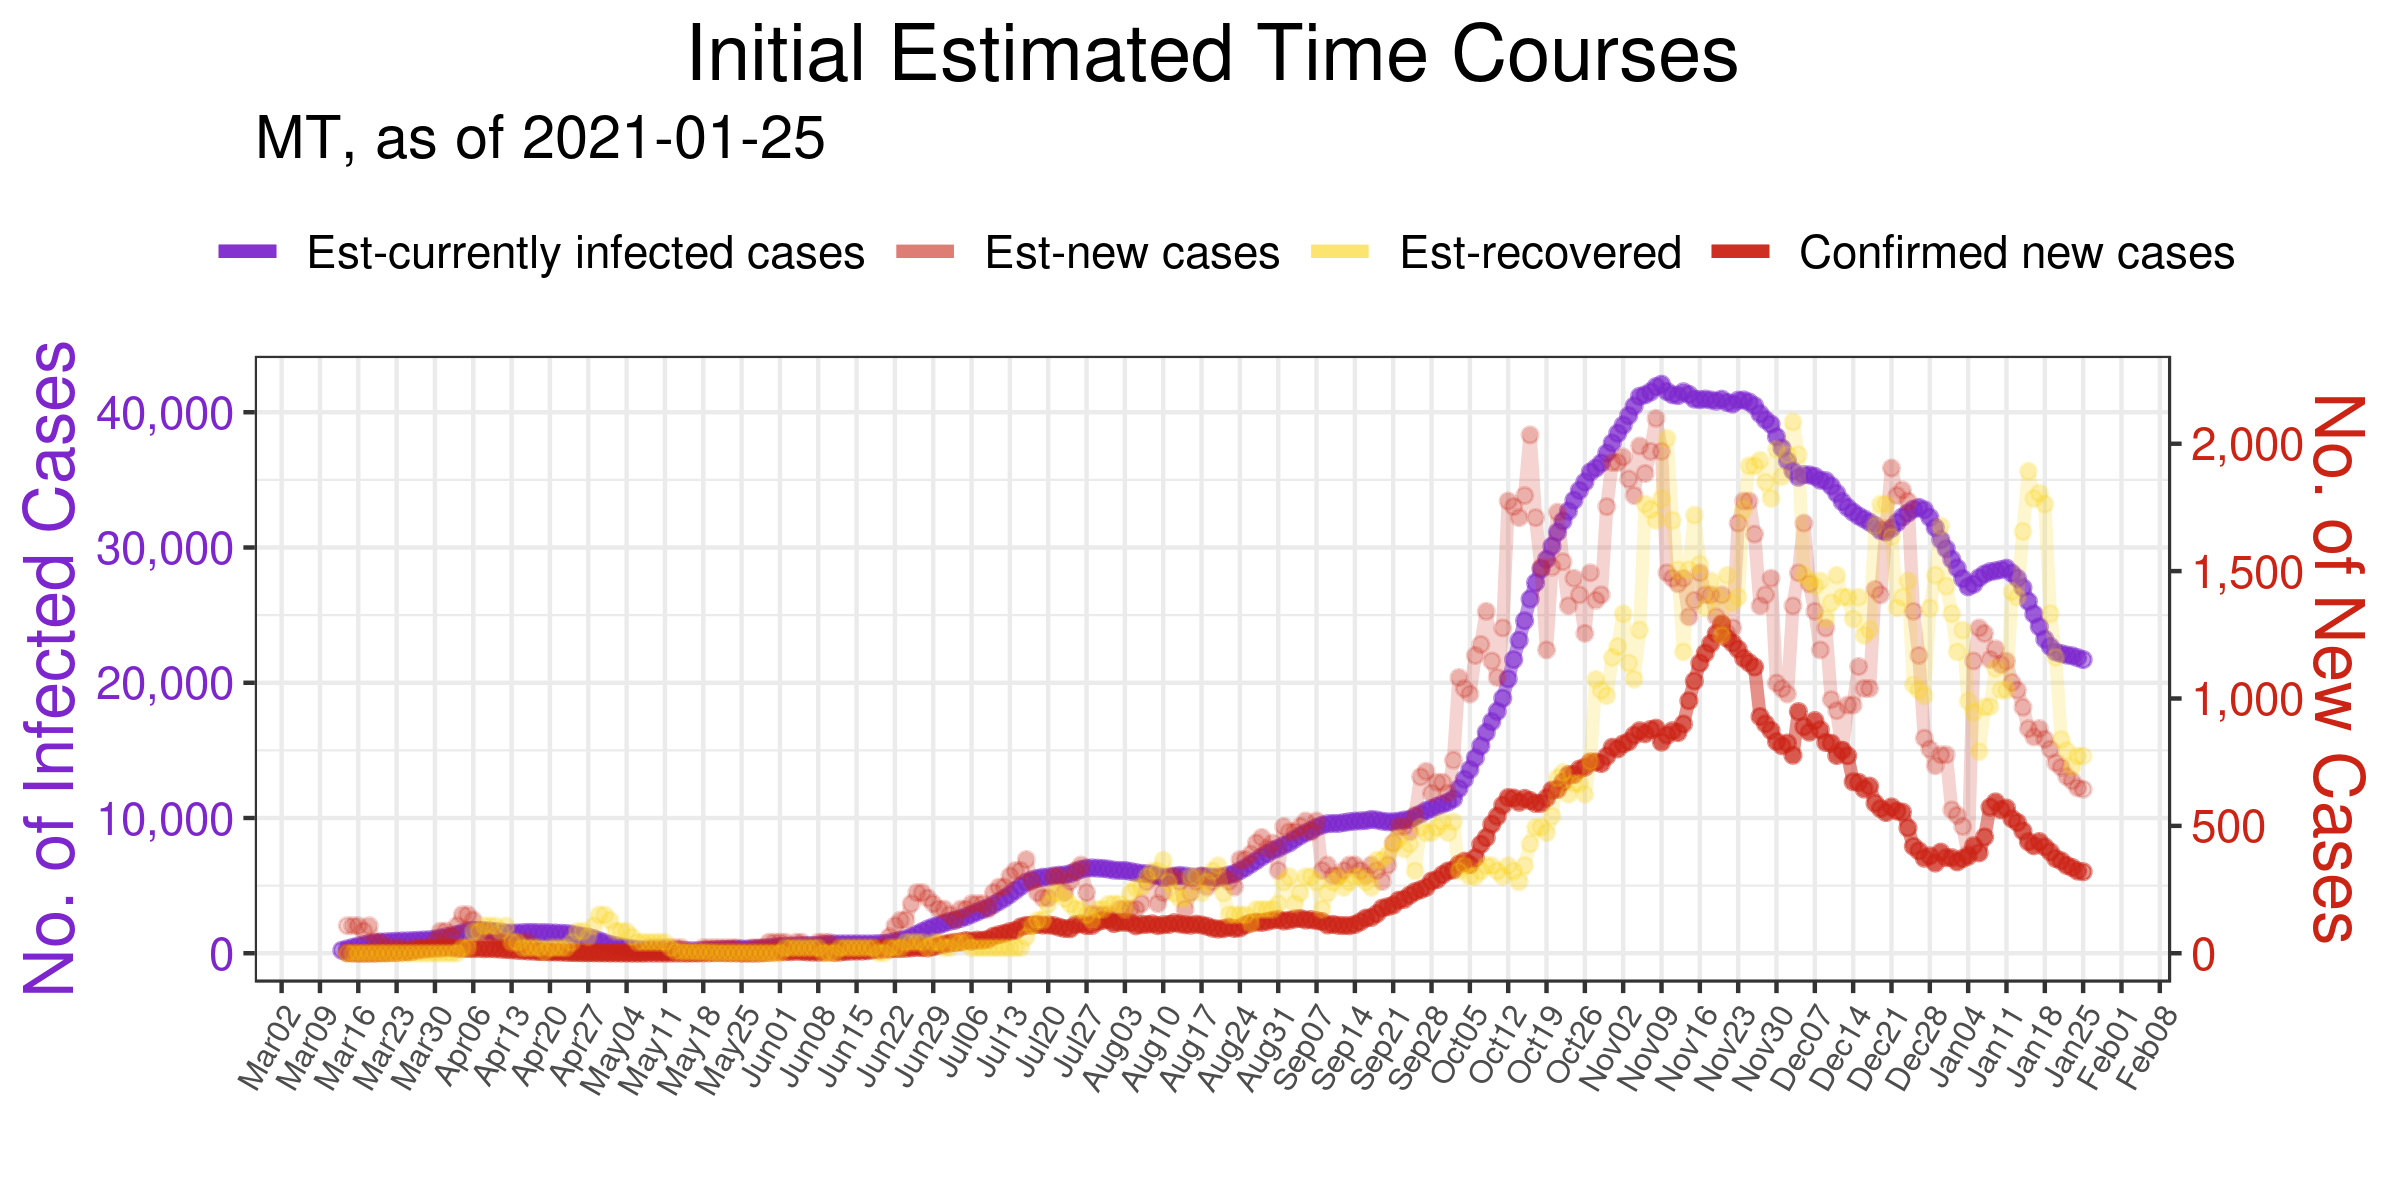 Initial Estimated Time Courses
MT, as of 2021-01-25
Est-currently infected cases
Est-new cases
Est-recovered
Confirmed new cases
No. of Infected Cases
40,000
30,000
20,000
10,000
0
No. of New Cases
2,000
1,500
1,000
500
0
Mar02
Mar09
Mar16
Mar23
Mar30
Apr06
Apr13
Apr20
Apr27
May04
May11
May18
May25
Jun01
Jun08
Jun15
Jun22
Jun29
Jul06
Jul13
Jul20
Jul27
Aug03
Aug10
Aug17
Aug24
Aug31
Sep07
Sep14
Sep21
Sep28
Oct05
Oct12
Oct19
Oct26
Nov02
Nov09
Nov16
Nov23
Nov30
Dec07
Dec14
Dec21
Dec28
Jan04
Jan11
Jan18
Jan25
Feb01
Feb08